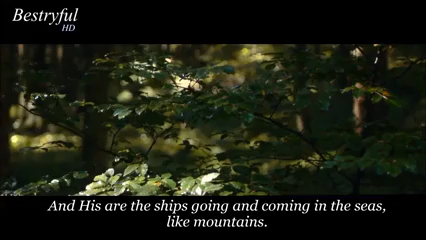 Bestryful
HD
And His are the ships going and coming in the seas,
like mountains.